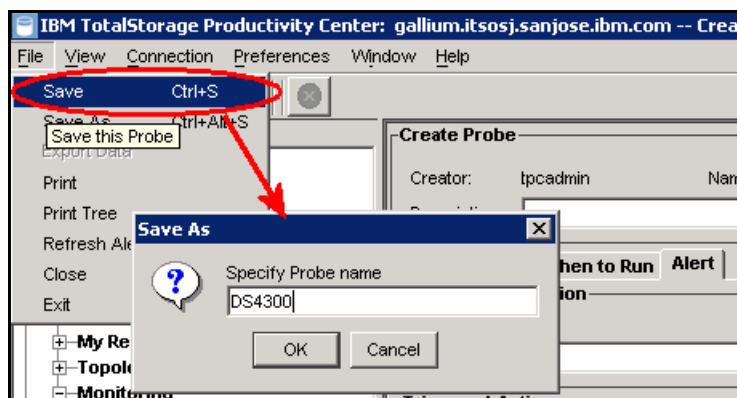 IBM TotalStorage Productivity Center: gallium.itsosj.sanjose.ibm.com -- Crea
File View Connection Preferences Window Help
Save Ctrl+S
Save As Ctrl+Alt+S
Save this Probe
Export Data
Print
Print Tree
Refresh Ale
Close
Exit
My Re
Topol
Monitoring
Create Probe
Creator: tpcadmin Nam
hen to Run Alert
ion
Save As
Specify Probe name
DS4300
OK Cancel